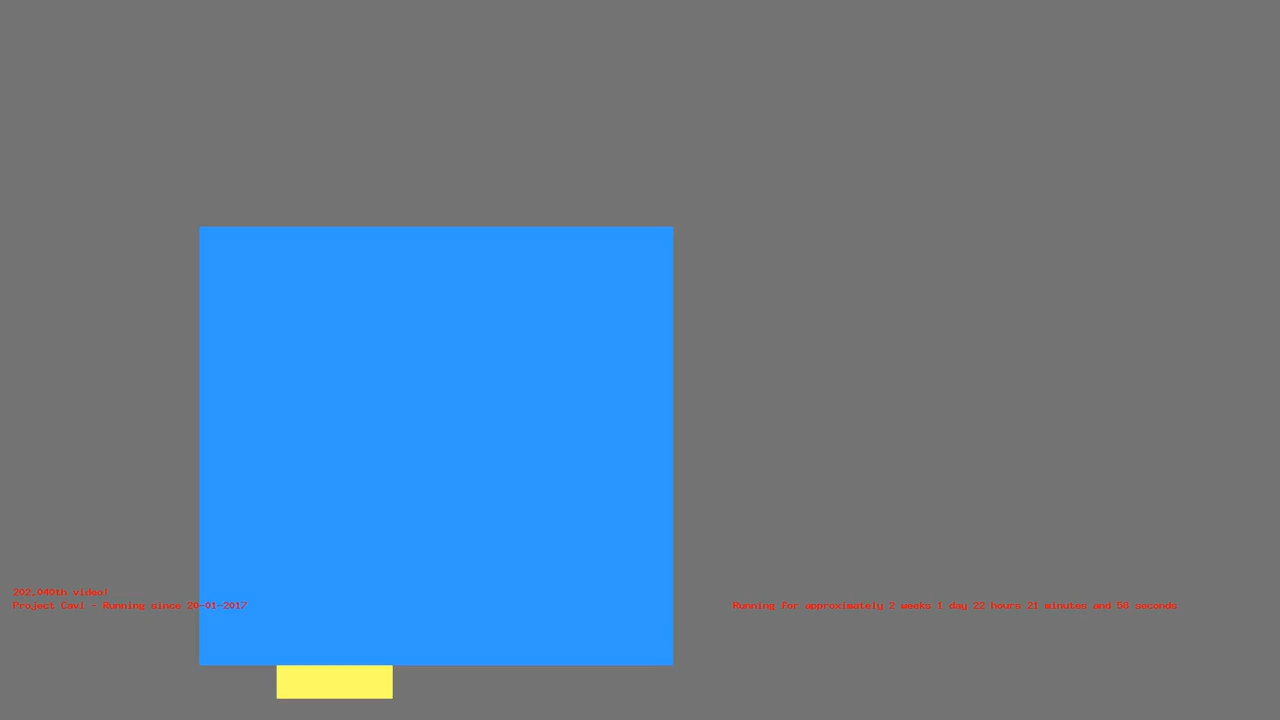 202,040th video!
Project Cavl - Running since 20-01-2017
Running for approximately 2 weeks 1 day 22 hours 21 minutes and 58 seconds